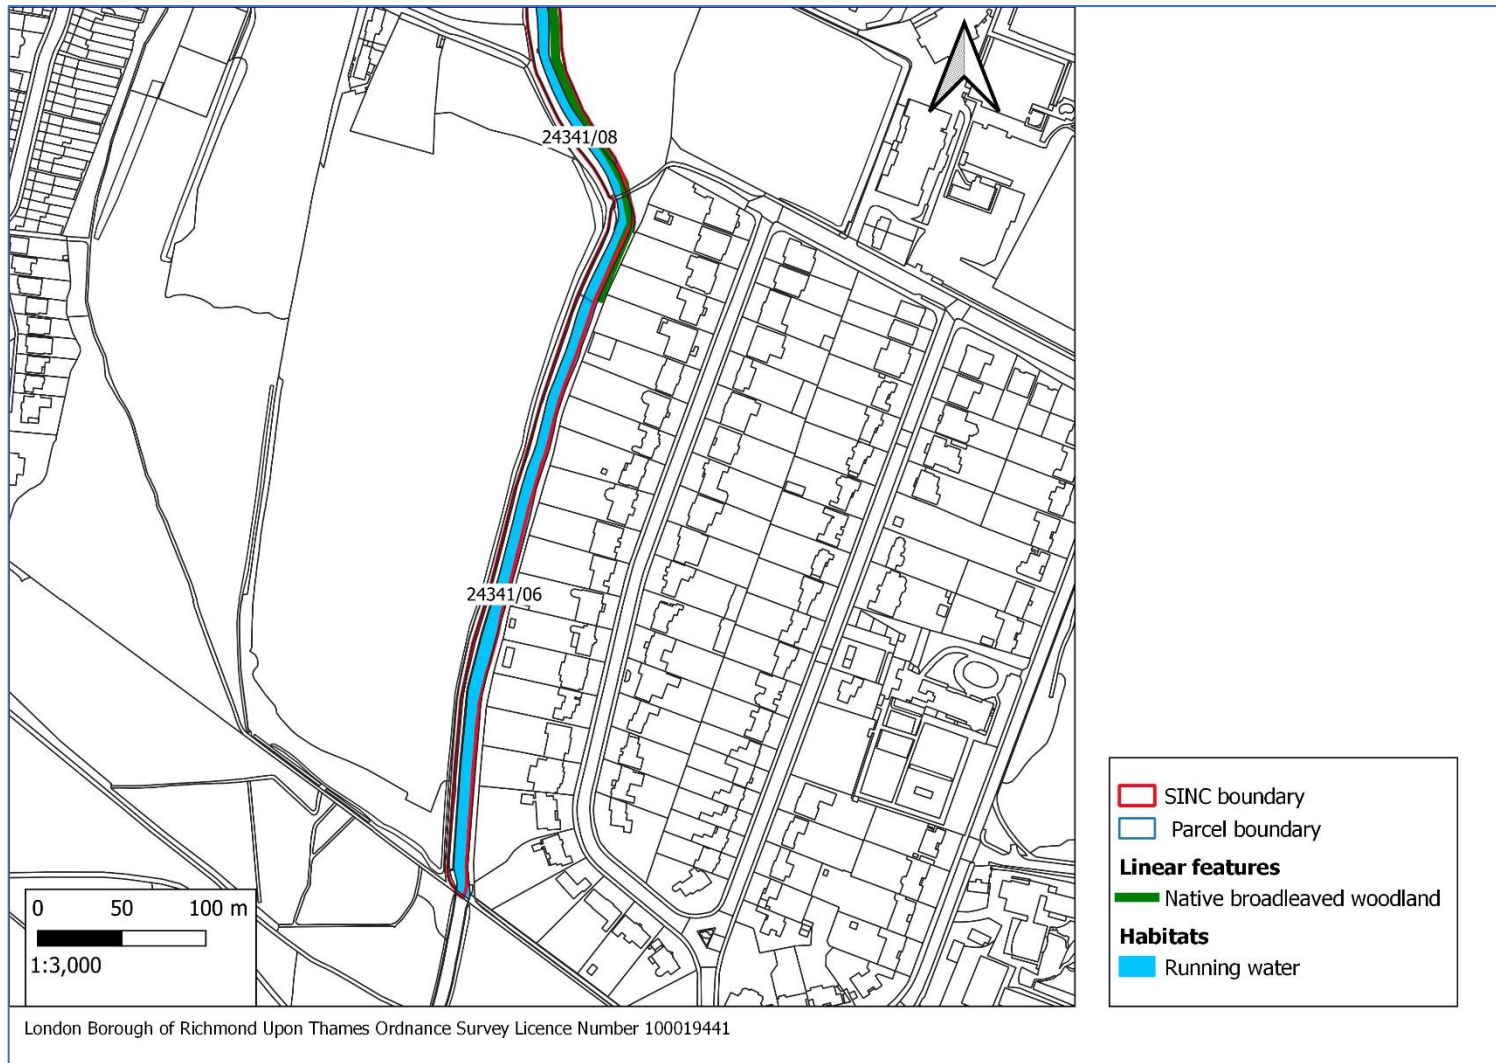 24341/08
24341/06
SINC boundary
Parcel boundary
Linear features
Native broadleaved woodland
Habitats
Running water
0 50 100 m
1:3,000
London Borough of Richmond Upon Thames Ordnance Survey Licence Number 100019441